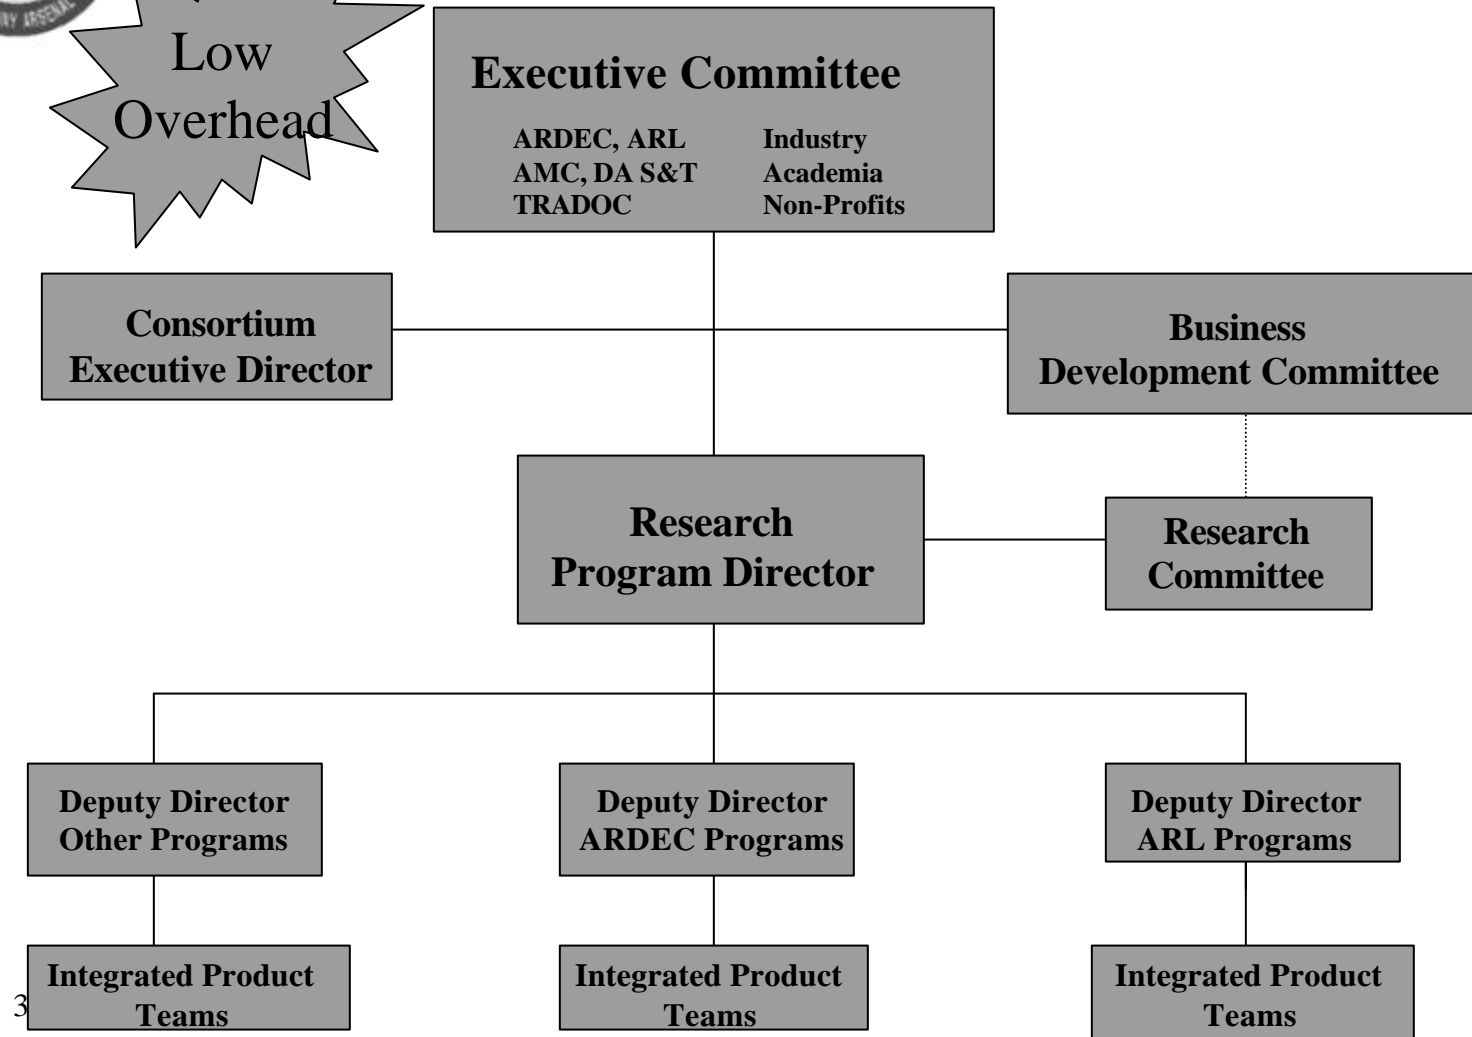 NY ARSENAL
Low
Overhead
Executive Committee
ARDEC, ARL Industry
AMC, DA S&T Academia
TRADOC Non-Profits
Consortium
Executive Director
Business
Development Committee
Research
Program Director
Research
Committee
Deputy Director
Other Programs
Deputy Director
ARDEC Programs
Deputy Director
ARL Programs
Integrated Product
Teams
Integrated Product
Teams
Integrated Product
Teams
3